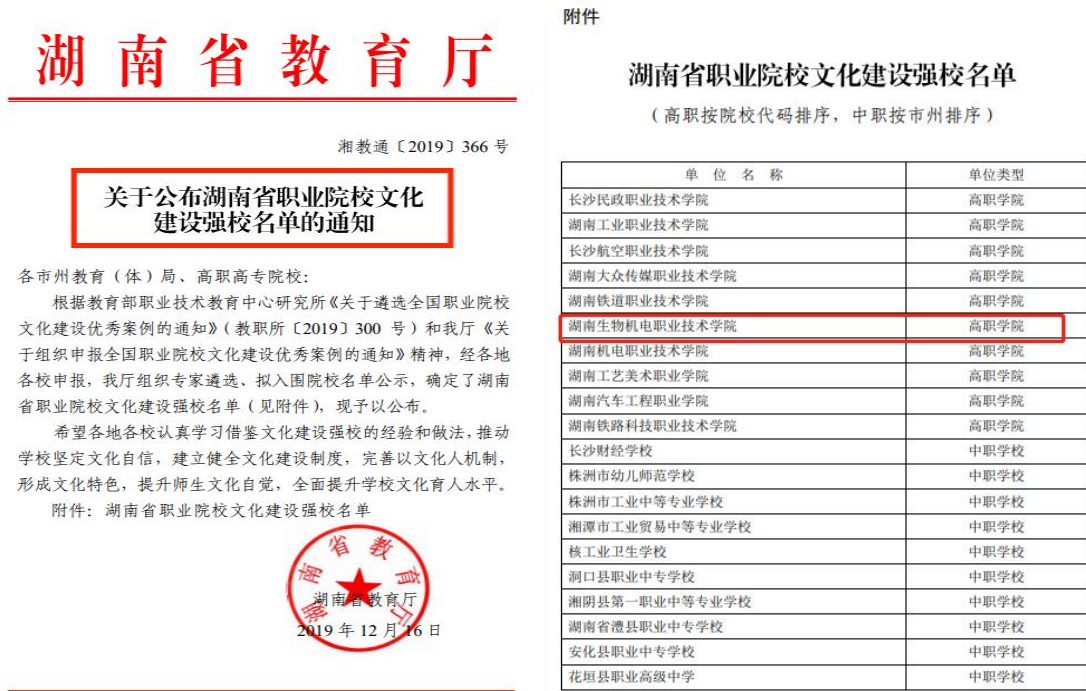 湖南省教育厅
湘教通〔2019〕366 号
关于公布湖南省职业院校文化
建设强校名单的通知
各市州教育（体）局、高职高专院校：
根据教育部职业技术教育中心研究所《关于遴选全国职业院校
文化建设优秀案例的通知》（教职所〔2019〕300 号）和我厅《关
于组织申报全国职业院校文化建设优秀案例的通知》精神，经各地
各校申报，我厅组织专家遴选、拟入围院校名单公示，确定了湖南
省职业院校文化建设强校名单（见附件），现予以公布。
希望各地各校认真学习借鉴文化建设强校的经验和做法，推动
学校坚定文化自信，建立健全文化建设制度，完善以文化人机制，
形成文化特色，提升师生文化自觉，全面提升学校文化育人水平。
附件：湖南省职业院校文化建设强校名单
湖南省教育厅
湖南省教育厅
2019 年 12 月 16 日
附件
湖南省职业院校文化建设强校名单
（高职按院校代码排序，中职按市州排序）
单 位 名 称 单位类型
长沙民政职业技术学院 高职学院
湖南工业职业技术学院 高职学院
长沙航空职业技术学院 高职学院
湖南大众传媒职业技术学院 高职学院
湖南铁道职业技术学院 高职学院
湖南生物机电职业技术学院 高职学院
湖南机电职业技术学院 高职学院
湖南工艺美术职业学院 高职学院
湖南汽车工程职业学院 高职学院
湖南铁路科技职业技术学院 高职学院
长沙财经学校 中职学校
株洲市幼儿师范学校 中职学校
株洲市工业中等专业学校 中职学校
湘潭市工业贸易中等专业学校 中职学校
核工业卫生学校 中职学校
洞口县职业中专学校 中职学校
湘阴县第一职业中等专业学校 中职学校
湖南省澧县职业中专学校 中职学校
安化县职业中专学校 中职学校
花垣县职业高级中学 中职学校